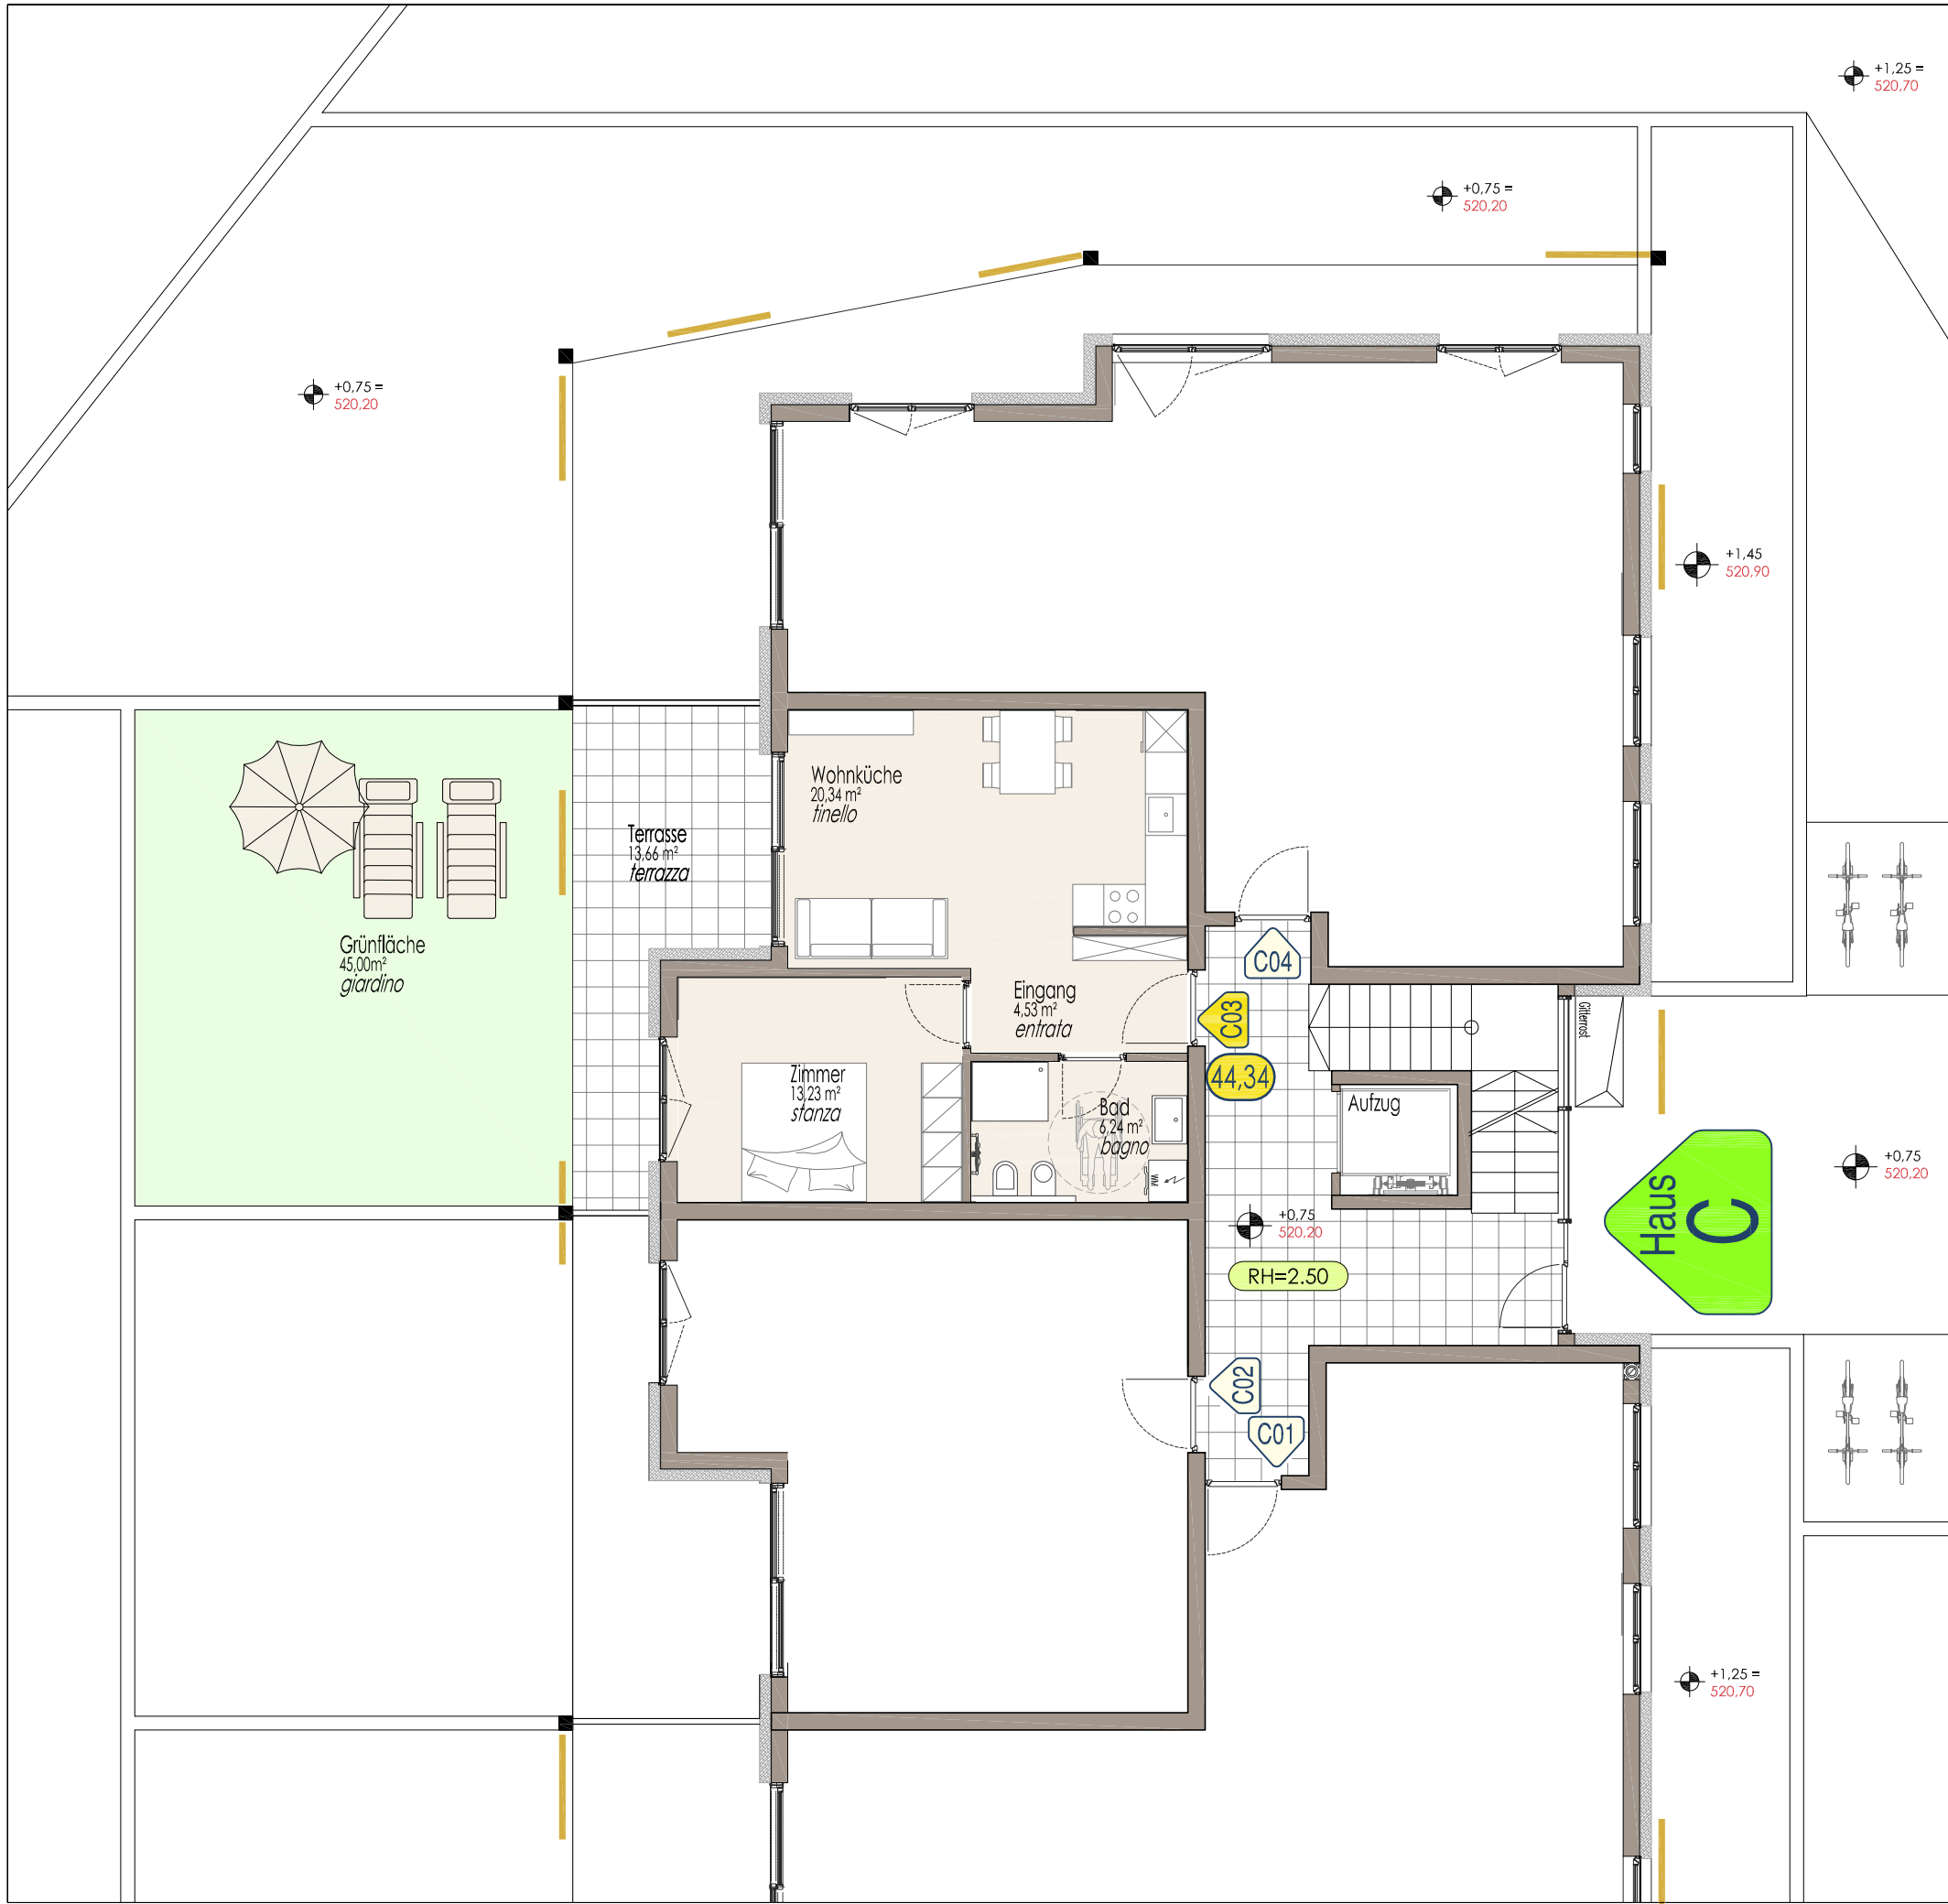 +1,25 =
520,70
+0,75 =
520,20
+0,75 =
520,20
+1,45
520,90
Wohnküche
20,34 m²
tinello
Terrasse
13,66 m²
terrazza
Grünfläche
45,00m²
giardino
C04
Eingang
4,53 m²
entrata
C03
Gitterrost
44,34
Zimmer
13,23 m²
stanza
Bad
6,24 m²
bagno
WM
Aufzug
+0,75
520,20
Haus
C
+0,75
520,20
RH=2.50
C02
C01
+1,25 =
520,70